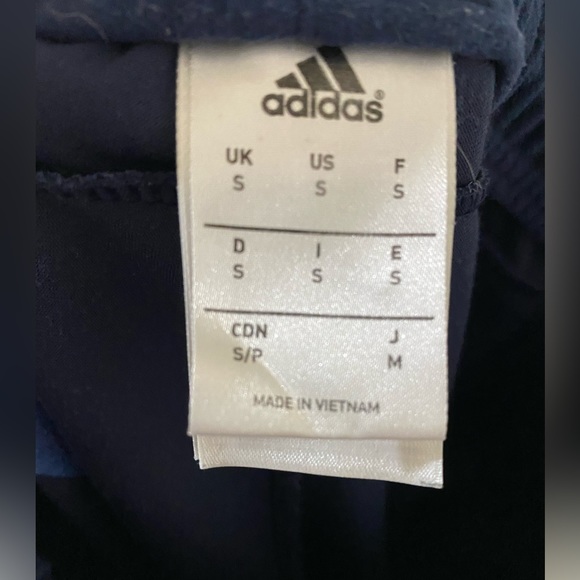 adidas®
UK US F
S S S
D I E
S S S
CDN J
S/P M
MADE IN VIETNAM